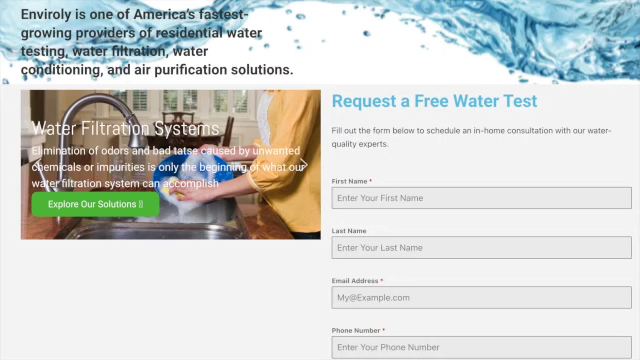 Enviroly is one of America's fastest-
growing providers of residential water
testing, water filtration, water
conditioning, and air purification solutions.
Water Filtration Systems
Elimination of odors and bad tatse caused by unwanted
chemicals or impurities is only the beginning of what our
water filtration system can accomplish
Explore Our Solutions ||
Request a Free Water Test
Fill out the form below to schedule an in-home consultation with our water-
quality experts.
First Name *
Enter Your First Name
Last Name
Enter Your Last Name
Email Address *
My@Example.com
Phone Number *
Enter Your Phone Number